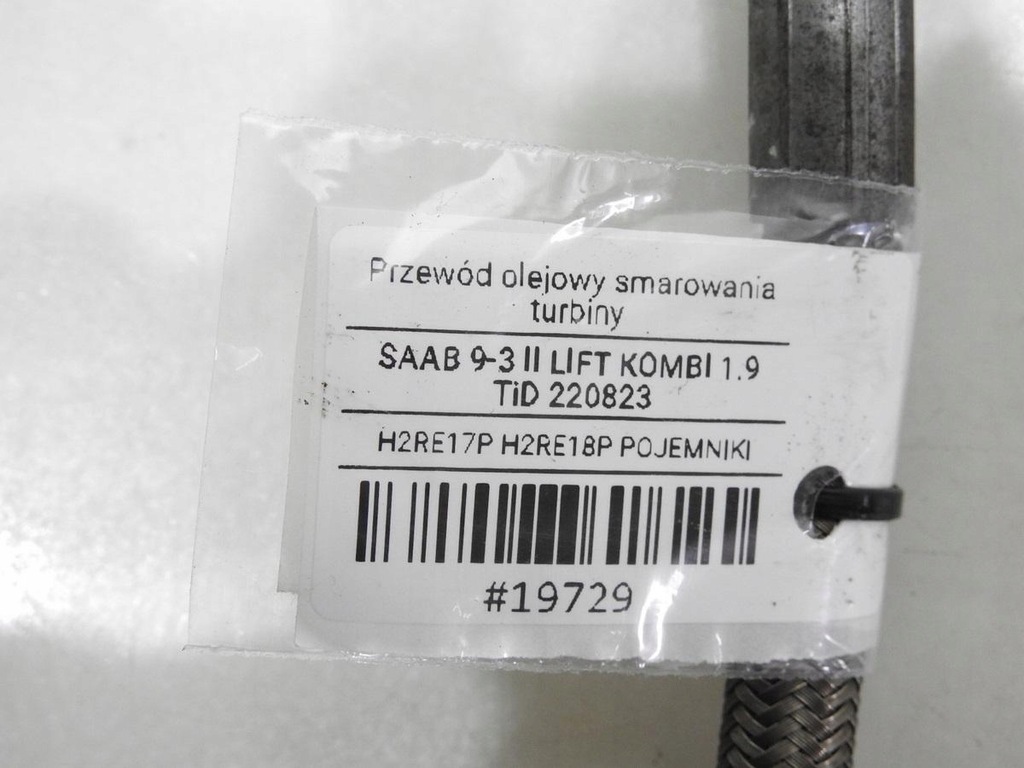 Przewód olejowy smarowania
turbiny
SAAB 9-3 II LIFT KOMBI 1.9
TiD 220823
H2RE17P H2RE18P POJEMNIKI
#19729